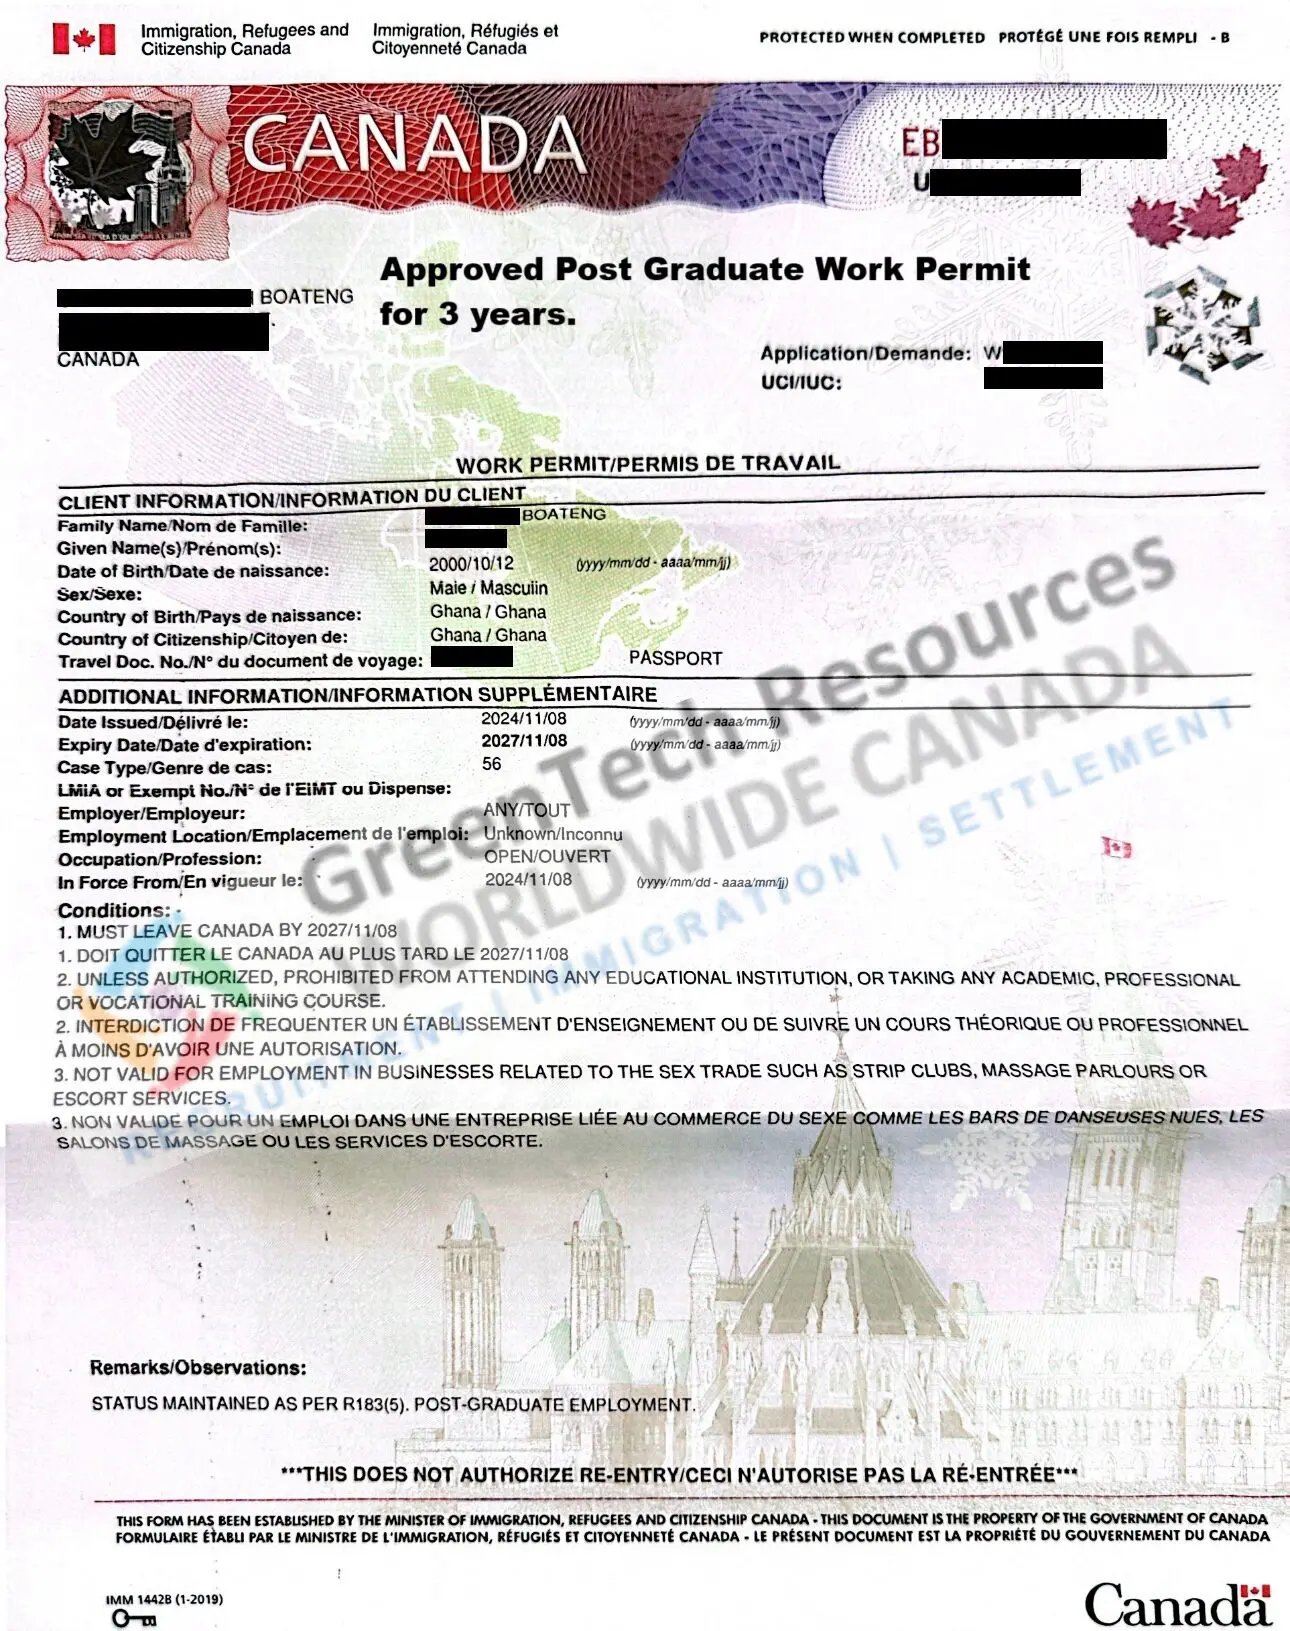 Immigration, Refugees and Immigration, Réfugiés et
Citizenship Canada Citoyenneté Canada
PROTECTED WHEN COMPLETED PROTÉGÉ UNE FOIS REMPLI - B
CANADA
EB
U
Approved Post Graduate Work Permit
for 3 years.
BOATENG
CANADA
Application/Demande: W
UCI/IUC:
WORK PERMIT/PERMIS DE TRAVAIL
CLIENT INFORMATION/INFORMATION DU CLIENT
Family Name/Nom de Famille: BOATENG
Given Name(s)/Prénom(s):
Date of Birth/Date de naissance: 2000/10/12 (yyyy/mm/dd - aaaa/mm/jj)
Sex/Sexe: Male / Masculin
Country of Birth/Pays de naissance: Ghana / Ghana
Country of Citizenship/Citoyen de: Ghana / Ghana
Travel Doc. No./N° du document de voyage: PASSPORT
ADDITIONAL INFORMATION/INFORMATION SUPPLÉMENTAIRE
Date Issued/Délivré le: 2024/11/08 (yyyy/mm/dd - aaaa/mm/jj)
Expiry Date/Date d'expiration: 2027/11/08 (yyyy/mm/dd - aaaa/mm/jj)
Case Type/Genre de cas: 56
LMIA or Exempt No./N° de l'EIMT ou Dispense:
Employer/Employeur: ANY/TOUT
Employment Location/Emplacement de l'emploi: Unknown/Inconnu
Occupation/Profession: OPEN/OUVERT
In Force From/En vigueur le: 2024/11/08 (yyyy/mm/dd - aaaa/mm/jj)
Conditions: -
1. MUST LEAVE CANADA BY 2027/11/08
1. DOIT QUITTER LE CANADA AU PLUS TARD LE 2027/11/08
2. UNLESS AUTHORIZED, PROHIBITED FROM ATTENDING ANY EDUCATIONAL INSTITUTION, OR TAKING ANY ACADEMIC, PROFESSIONAL
OR VOCATIONAL TRAINING COURSE.
2. INTERDICTION DE FREQUENTER UN ÉTABLISSEMENT D'ENSEIGNEMENT OU DE SUIVRE UN COURS THÉORIQUE OU PROFESSIONNEL
À MOINS D'AVOIR UNE AUTORISATION.
3. NOT VALID FOR EMPLOYMENT IN BUSINESSES RELATED TO THE SEX TRADE SUCH AS STRIP CLUBS, MASSAGE PARLOURS OR
ESCORT SERVICES.
3. NON VALIDE POUR UN EMPLOI DANS UNE ENTREPRISE LIÉE AU COMMERCE DU SEXE COMME LES BARS DE DANSEUSES NUES, LES
SALONS DE MASSAGE OU LES SERVICES D'ESCORTE.
GreenTech Resources
WORLDWIDE CANADA
RECRUITMENT | IMMIGRATION | SETTLEMENT
Remarks/Observations:
STATUS MAINTAINED AS PER R183(5). POST-GRADUATE EMPLOYMENT.
***THIS DOES NOT AUTHORIZE RE-ENTRY/CECI N'AUTORISE PAS LA RÉ-ENTRÉE***
THIS FORM HAS BEEN ESTABLISHED BY THE MINISTER OF IMMIGRATION, REFUGEES AND CITIZENSHIP CANADA - THIS DOCUMENT IS THE PROPERTY OF THE GOVERNMENT OF CANADA
FORMULAIRE ÉTABLI PAR LE MINISTRE DE L'IMMIGRATION, RÉFUGIÉS ET CITOYENNETÉ CANADA - LE PRÉSENT DOCUMENT EST LA PROPRIÉTÉ DU GOUVERNEMENT DU CANADA
IMM 1442B (1-2019)
Canada